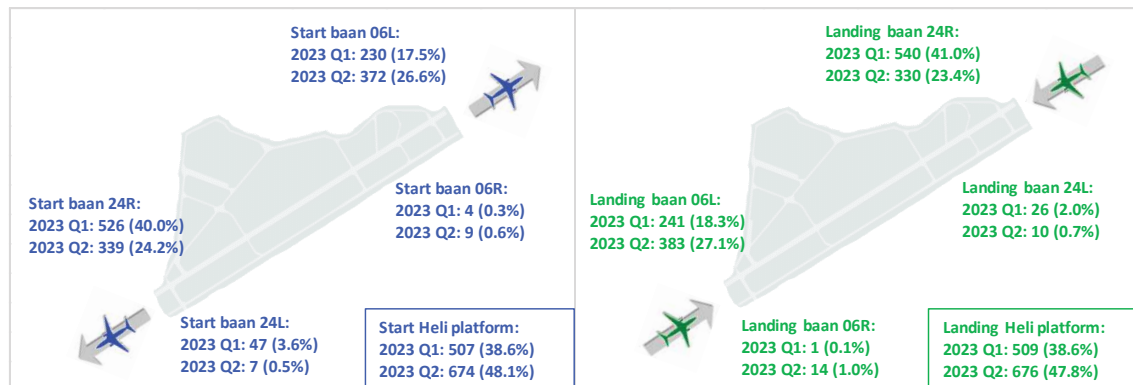 Start baan 06L:
2023 Q1: 230 (17.5%)
2023 Q2: 372 (26.6%)
Start baan 24R:
2023 Q1: 526 (40.0%)
2023 Q2: 339 (24.2%)
Start baan 06R:
2023 Q1: 4 (0.3%)
2023 Q2: 9 (0.6%)
Start baan 24L:
2023 Q1: 47 (3.6%)
2023 Q2: 7 (0.5%)
Start Heli platform:
2023 Q1: 507 (38.6%)
2023 Q2: 674 (48.1%)
Landing baan 24R:
2023 Q1: 540 (41.0%)
2023 Q2: 330 (23.4%)
Landing baan 06L:
2023 Q1: 241 (18.3%)
2023 Q2: 383 (27.1%)
Landing baan 24L:
2023 Q1: 26 (2.0%)
2023 Q2: 10 (0.7%)
Landing baan 06R:
2023 Q1: 1 (0.1%)
2023 Q2: 14 (1.0%)
Landing Heli platform:
2023 Q1: 509 (38.6%)
2023 Q2: 676 (47.8%)